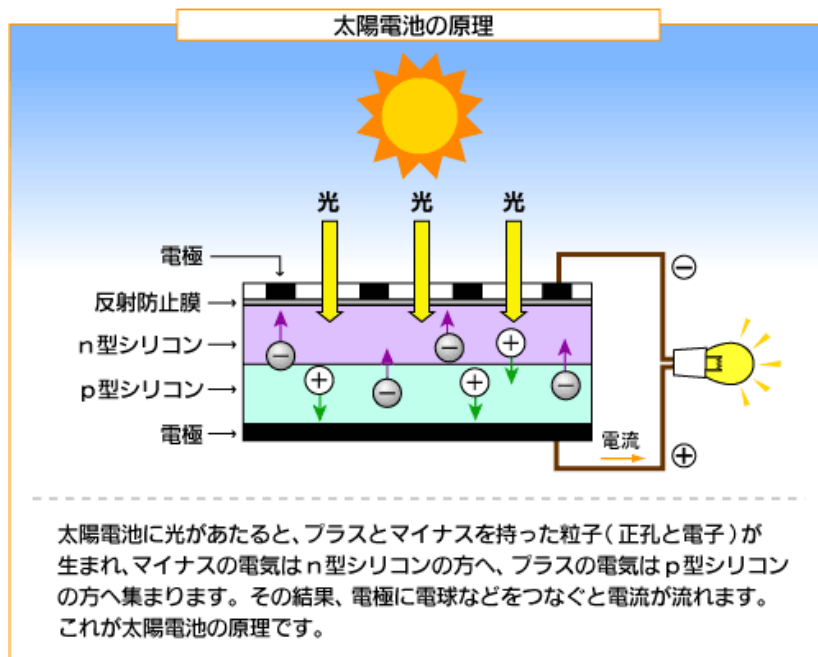 太陽電池の原理
光 光 光
電極
反射防止膜
n型シリコン
p型シリコン
電極
⊖
− + − − + + −
電流
⊕
太陽電池に光があたると、プラスとマイナスを持った粒子(正孔と電子)が
生まれ、マイナスの電気はn型シリコンの方へ、プラスの電気はp型シリコン
の方へ集まります。その結果、電極に電球などをつなぐと電流が流れます。
これが太陽電池の原理です。